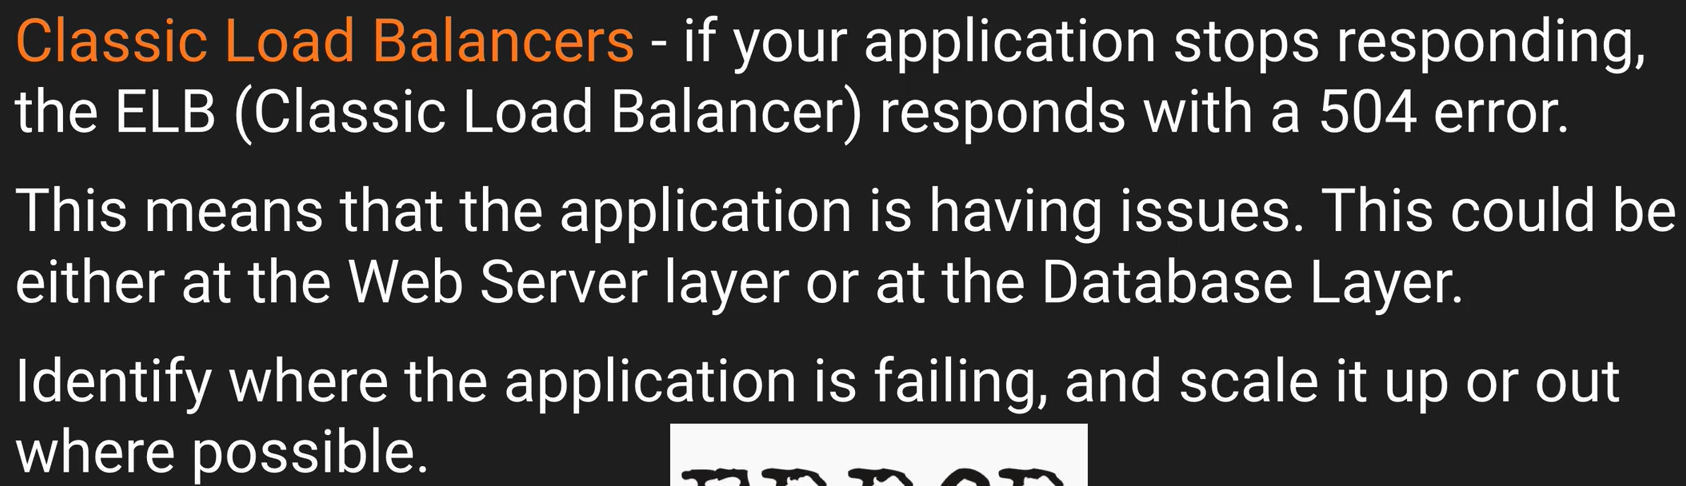 Classic Load Balancers - if your application stops responding,
the ELB (Classic Load Balancer) responds with a 504 error.
This means that the application is having issues. This could be
either at the Web Server layer or at the Database Layer.
Identify where the application is failing, and scale it up or out
where possible.